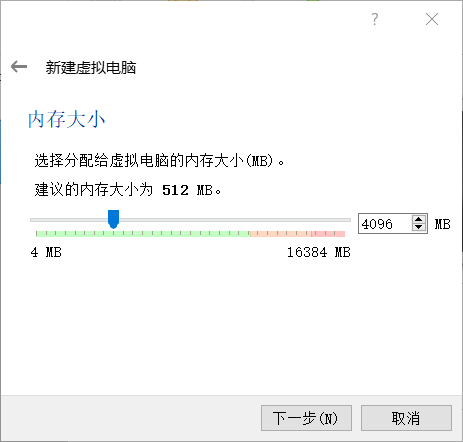 ?
新建虚拟电脑
内存大小
选择分配给虚拟电脑的内存大小(MB)。
建议的内存大小为 512 MB。
4096 MB
4 MB 16384 MB
下一步(N) 取消